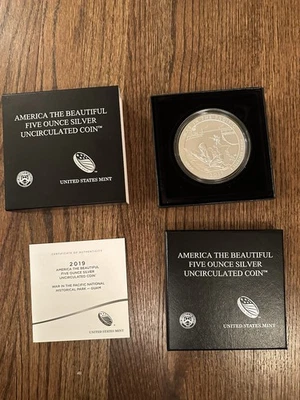 AMERICA THE BEAUTIFUL
FIVE OUNCE SILVER
UNCIRCULATED COIN™
UNITED STATES MINT
CERTIFICATE OF AUTHENTICITY
2019
AMERICA THE BEAUTIFUL
FIVE OUNCE SILVER
UNCIRCULATED COIN™
WAR IN THE PACIFIC NATIONAL
HISTORICAL PARK — GUAM
UNITED STATES MINT
AMERICA THE BEAUTIFUL
FIVE OUNCE SILVER
UNCIRCULATED COIN™
UNITED STATES MINT